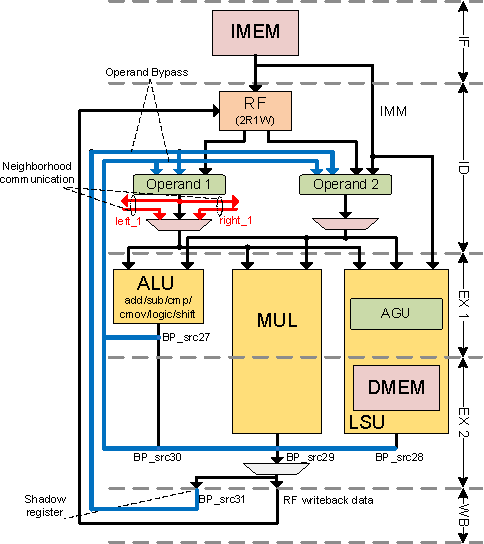 IMEM
IF
Operand Bypass
RF
(2R1W)
IMM
ID
Neighborhood
communication
Operand 1
Operand 2
left_1
right_1
ALU
add/sub/cmp/
cmov/logic/shift
MUL
AGU
EX 1
BP_src27
DMEM
LSU
EX 2
BP_src30
BP_src29
BP_src28
Shadow
register
BP_src31
RF writeback data
WB